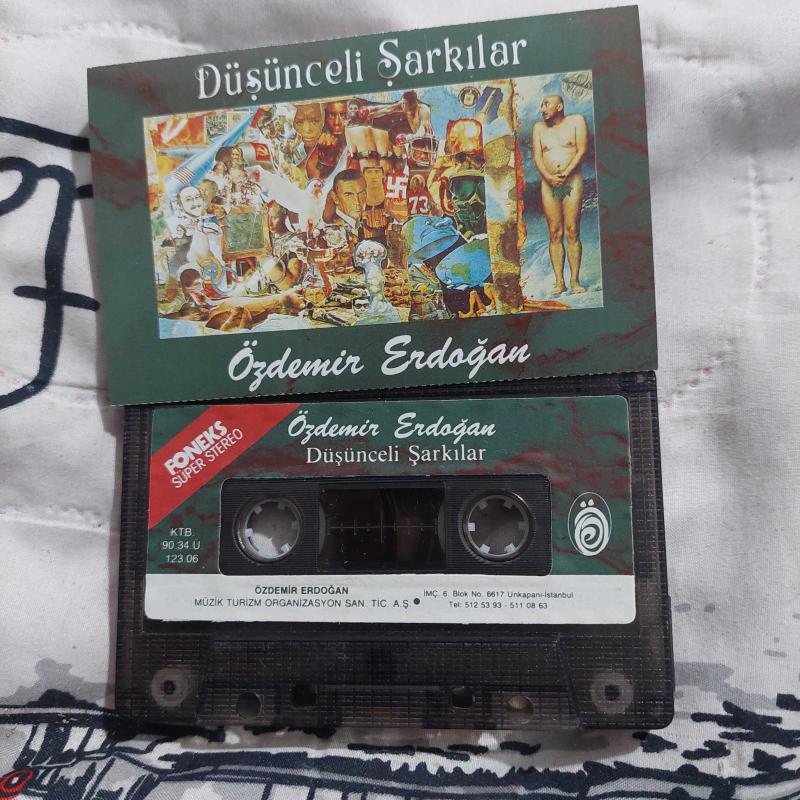 Düşünceli Şarkılar
73
Özdemir Erdoğan
FONEKS
SÜPER STEREO
Özdemir Erdoğan
Düşünceli Şarkılar
KTB.
90.34.U
123.06
ÖZDEMİR ERDOĞAN
MÜZİK TURİZM ORGANİZASYON SAN. TİC. A.Ş.
İMÇ. 6. Blok No. 6617 Unkapanı-İstanbul
Tel: 512 53 93 - 511 08 63